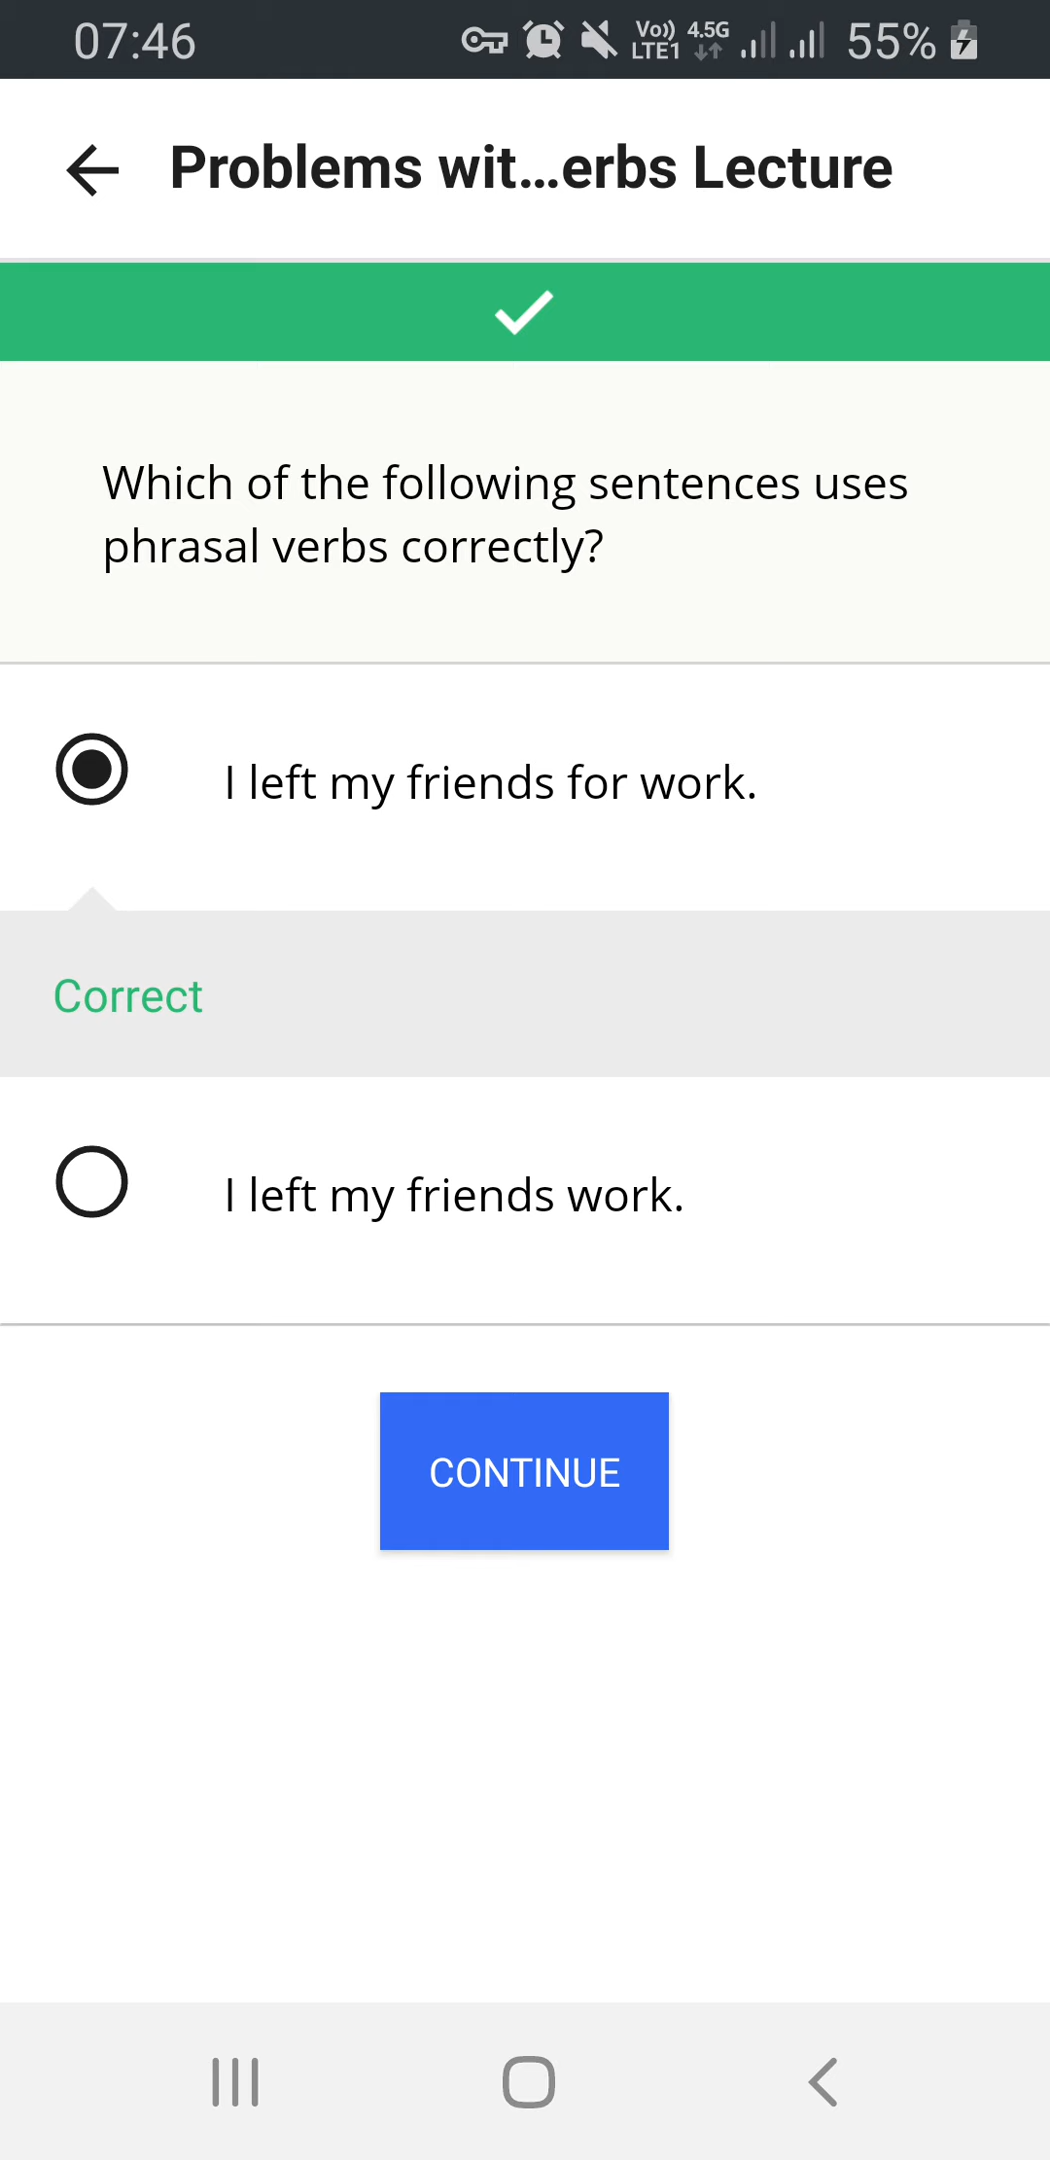 07:46 Vo)) LTE1 4.5G 55%
Problems wit...erbs Lecture
Which of the following sentences uses
phrasal verbs correctly?
I left my friends for work.
Correct
I left my friends work.
CONTINUE